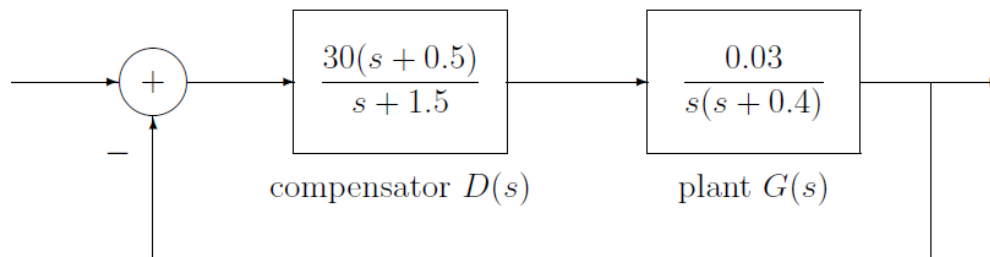 +
−
30(s + 0.5)
s + 1.5
compensator D(s)
0.03
s(s + 0.4)
plant G(s)